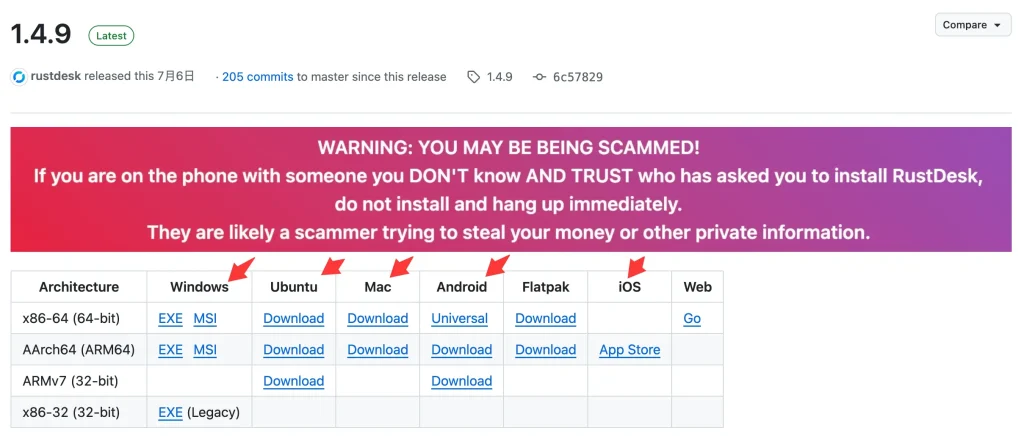 1.4.9 Latest Compare
rustdesk released this 7月6日 · 205 commits to master since this release 1.4.9 6c57829
WARNING: YOU MAY BE BEING SCAMMED!
If you are on the phone with someone you DON'T know AND TRUST who has asked you to install RustDesk,
do not install and hang up immediately.
They are likely a scammer trying to steal your money or other private information.
Architecture Windows Ubuntu Mac Android Flatpak iOS Web
x86-64 (64-bit) EXE MSI Download Download Universal Download Go
AArch64 (ARM64) EXE MSI Download Download Download Download App Store
ARMv7 (32-bit) Download Download
x86-32 (32-bit) EXE (Legacy)